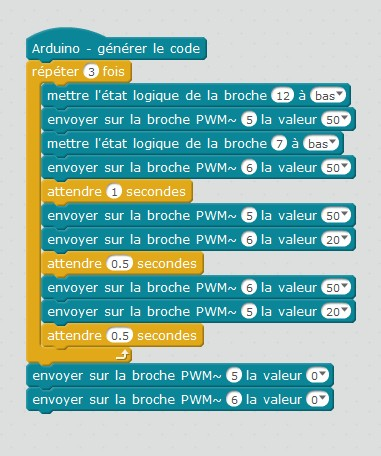 Arduino - générer le code
répéter 3 fois
mettre l'état logique de la broche 12 à bas
envoyer sur la broche PWM~ 5 la valeur 50
mettre l'état logique de la broche 7 à bas
envoyer sur la broche PWM~ 6 la valeur 50
attendre 1 secondes
envoyer sur la broche PWM~ 5 la valeur 50
envoyer sur la broche PWM~ 6 la valeur 20
attendre 0.5 secondes
envoyer sur la broche PWM~ 6 la valeur 50
envoyer sur la broche PWM~ 5 la valeur 20
attendre 0.5 secondes
envoyer sur la broche PWM~ 5 la valeur 0
envoyer sur la broche PWM~ 6 la valeur 0